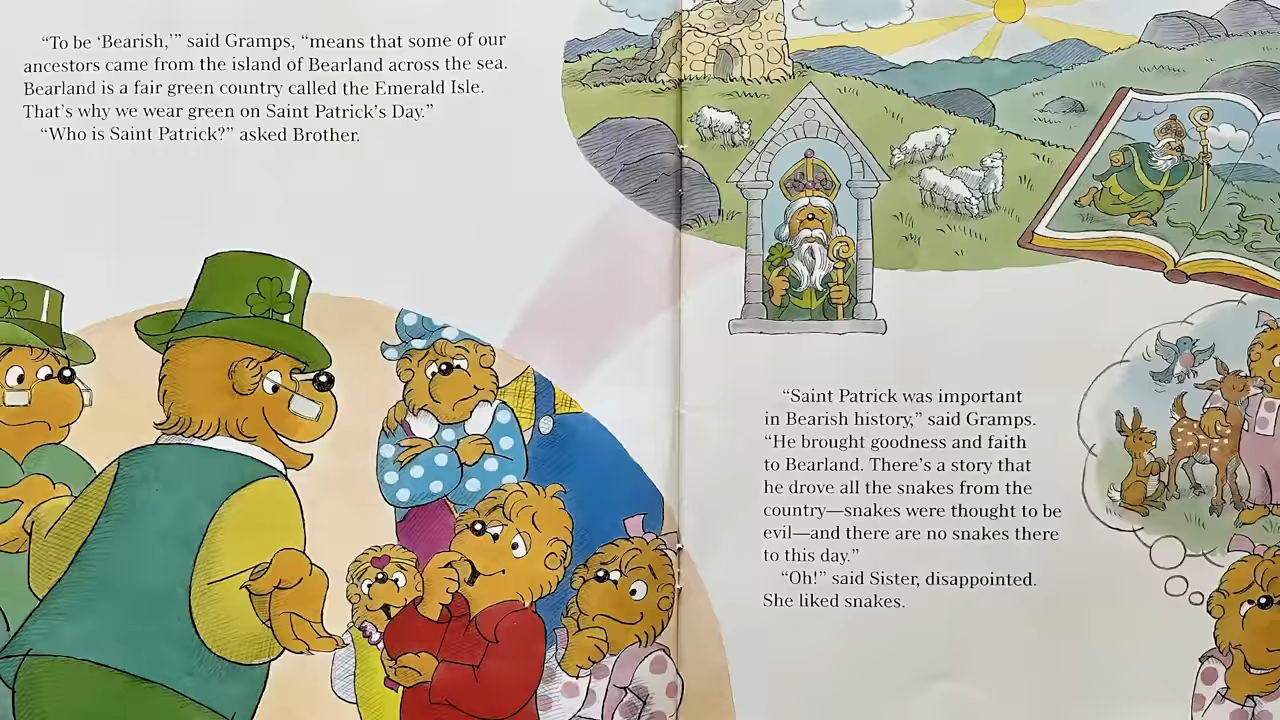 “To be ‘Bearish,’” said Gramps, “means that some of our
ancestors came from the island of Bearland across the sea.
Bearland is a fair green country called the Emerald Isle.
That’s why we wear green on Saint Patrick’s Day.”
“Who is Saint Patrick?” asked Brother.
“Saint Patrick was important
in Bearish history,” said Gramps.
“He brought goodness and faith
to Bearland. There’s a story that
he drove all the snakes from the
country—snakes were thought to be
evil—and there are no snakes there
to this day.”
“Oh!” said Sister, disappointed.
She liked snakes.